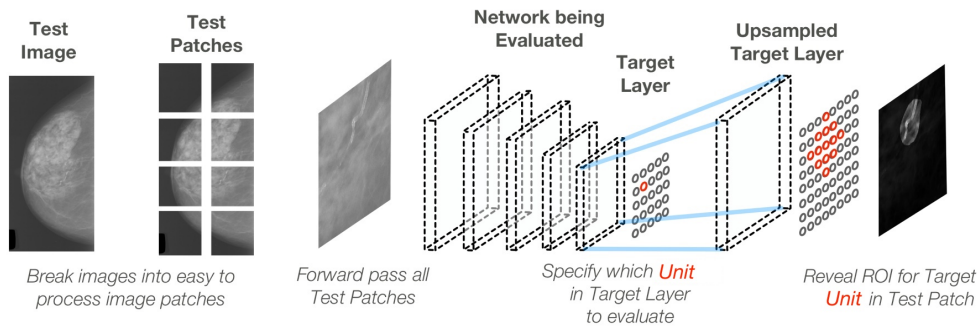 Test
Image
Test
Patches
Network being
Evaluated
Target
Layer
Upsampled
Target Layer
Break images into easy to
process image patches
Forward pass all
Test Patches
Specify which Unit
in Target Layer
to evaluate
Reveal ROI for Target
Unit in Test Patch